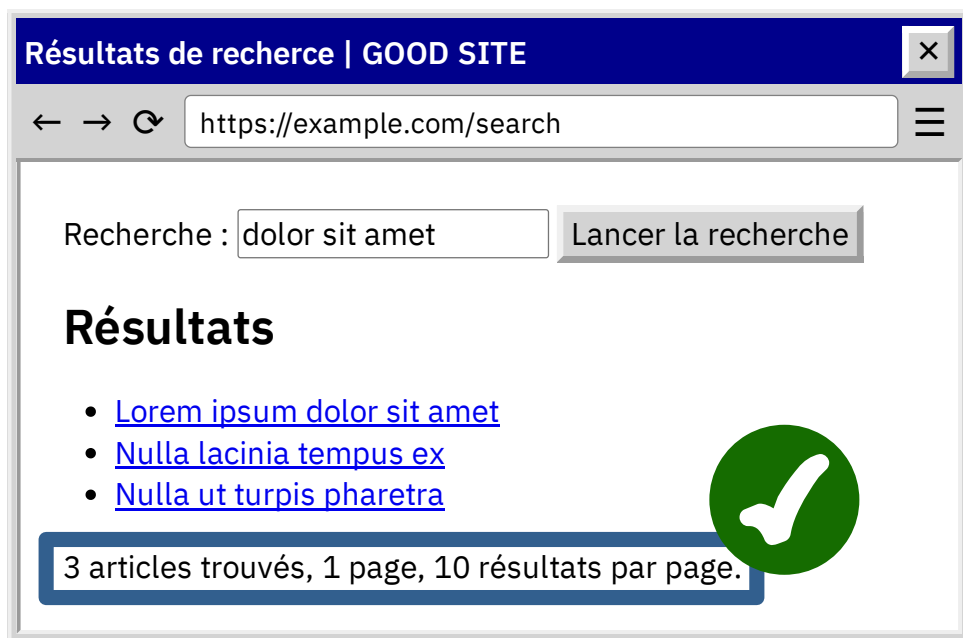 Résultats de recherce | GOOD SITE
https://example.com/search
Recherche : dolor sit amet Lancer la recherche
Résultats
• Lorem ipsum dolor sit amet
• Nulla lacinia tempus ex
• Nulla ut turpis pharetra
3 articles trouvés, 1 page, 10 résultats par page.